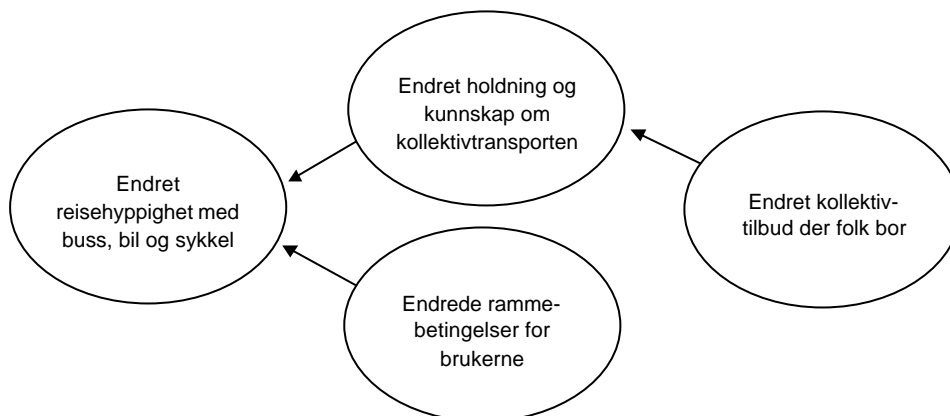 Endret holdning og
kunnskap om
kollektivtransporten
Endret
reisehyppighet med
buss, bil og sykkel
Endret kollektiv-
tilbud der folk bor
Endrede ramme-
betingelser for
brukerne